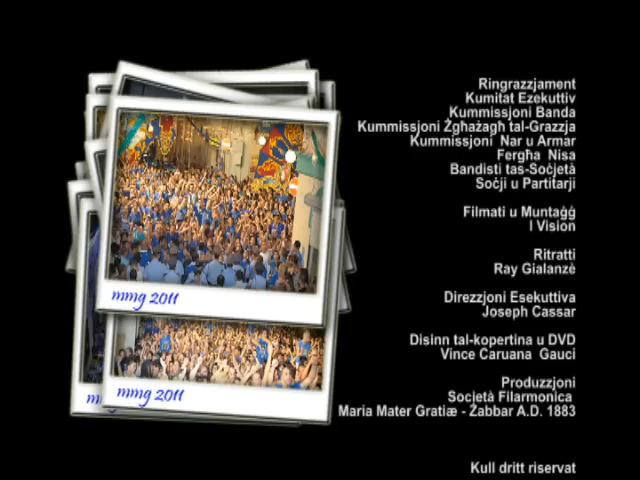 Ringrazzjament
Kumitat Eżekuttiv
Kummissjoni Banda
Kummissjoni Żgħażagħ tal-Grazzja
Kummissjoni Nar u Armar
Fergħa Nisa
Bandisti tas-Soċjetà
Soċji u Partitarji
Filmati u Muntaġġ
I Vision
Ritratti
Ray Gialanzè
Direzzjoni Esekuttiva
Joseph Cassar
Disinn tal-kopertina u DVD
Vince Caruana Gauci
Produzzjoni
Società Filarmonica
Maria Mater Gratiæ - Żabbar A.D. 1883
Kull dritt riservat
mmg 2011
mmg 2011